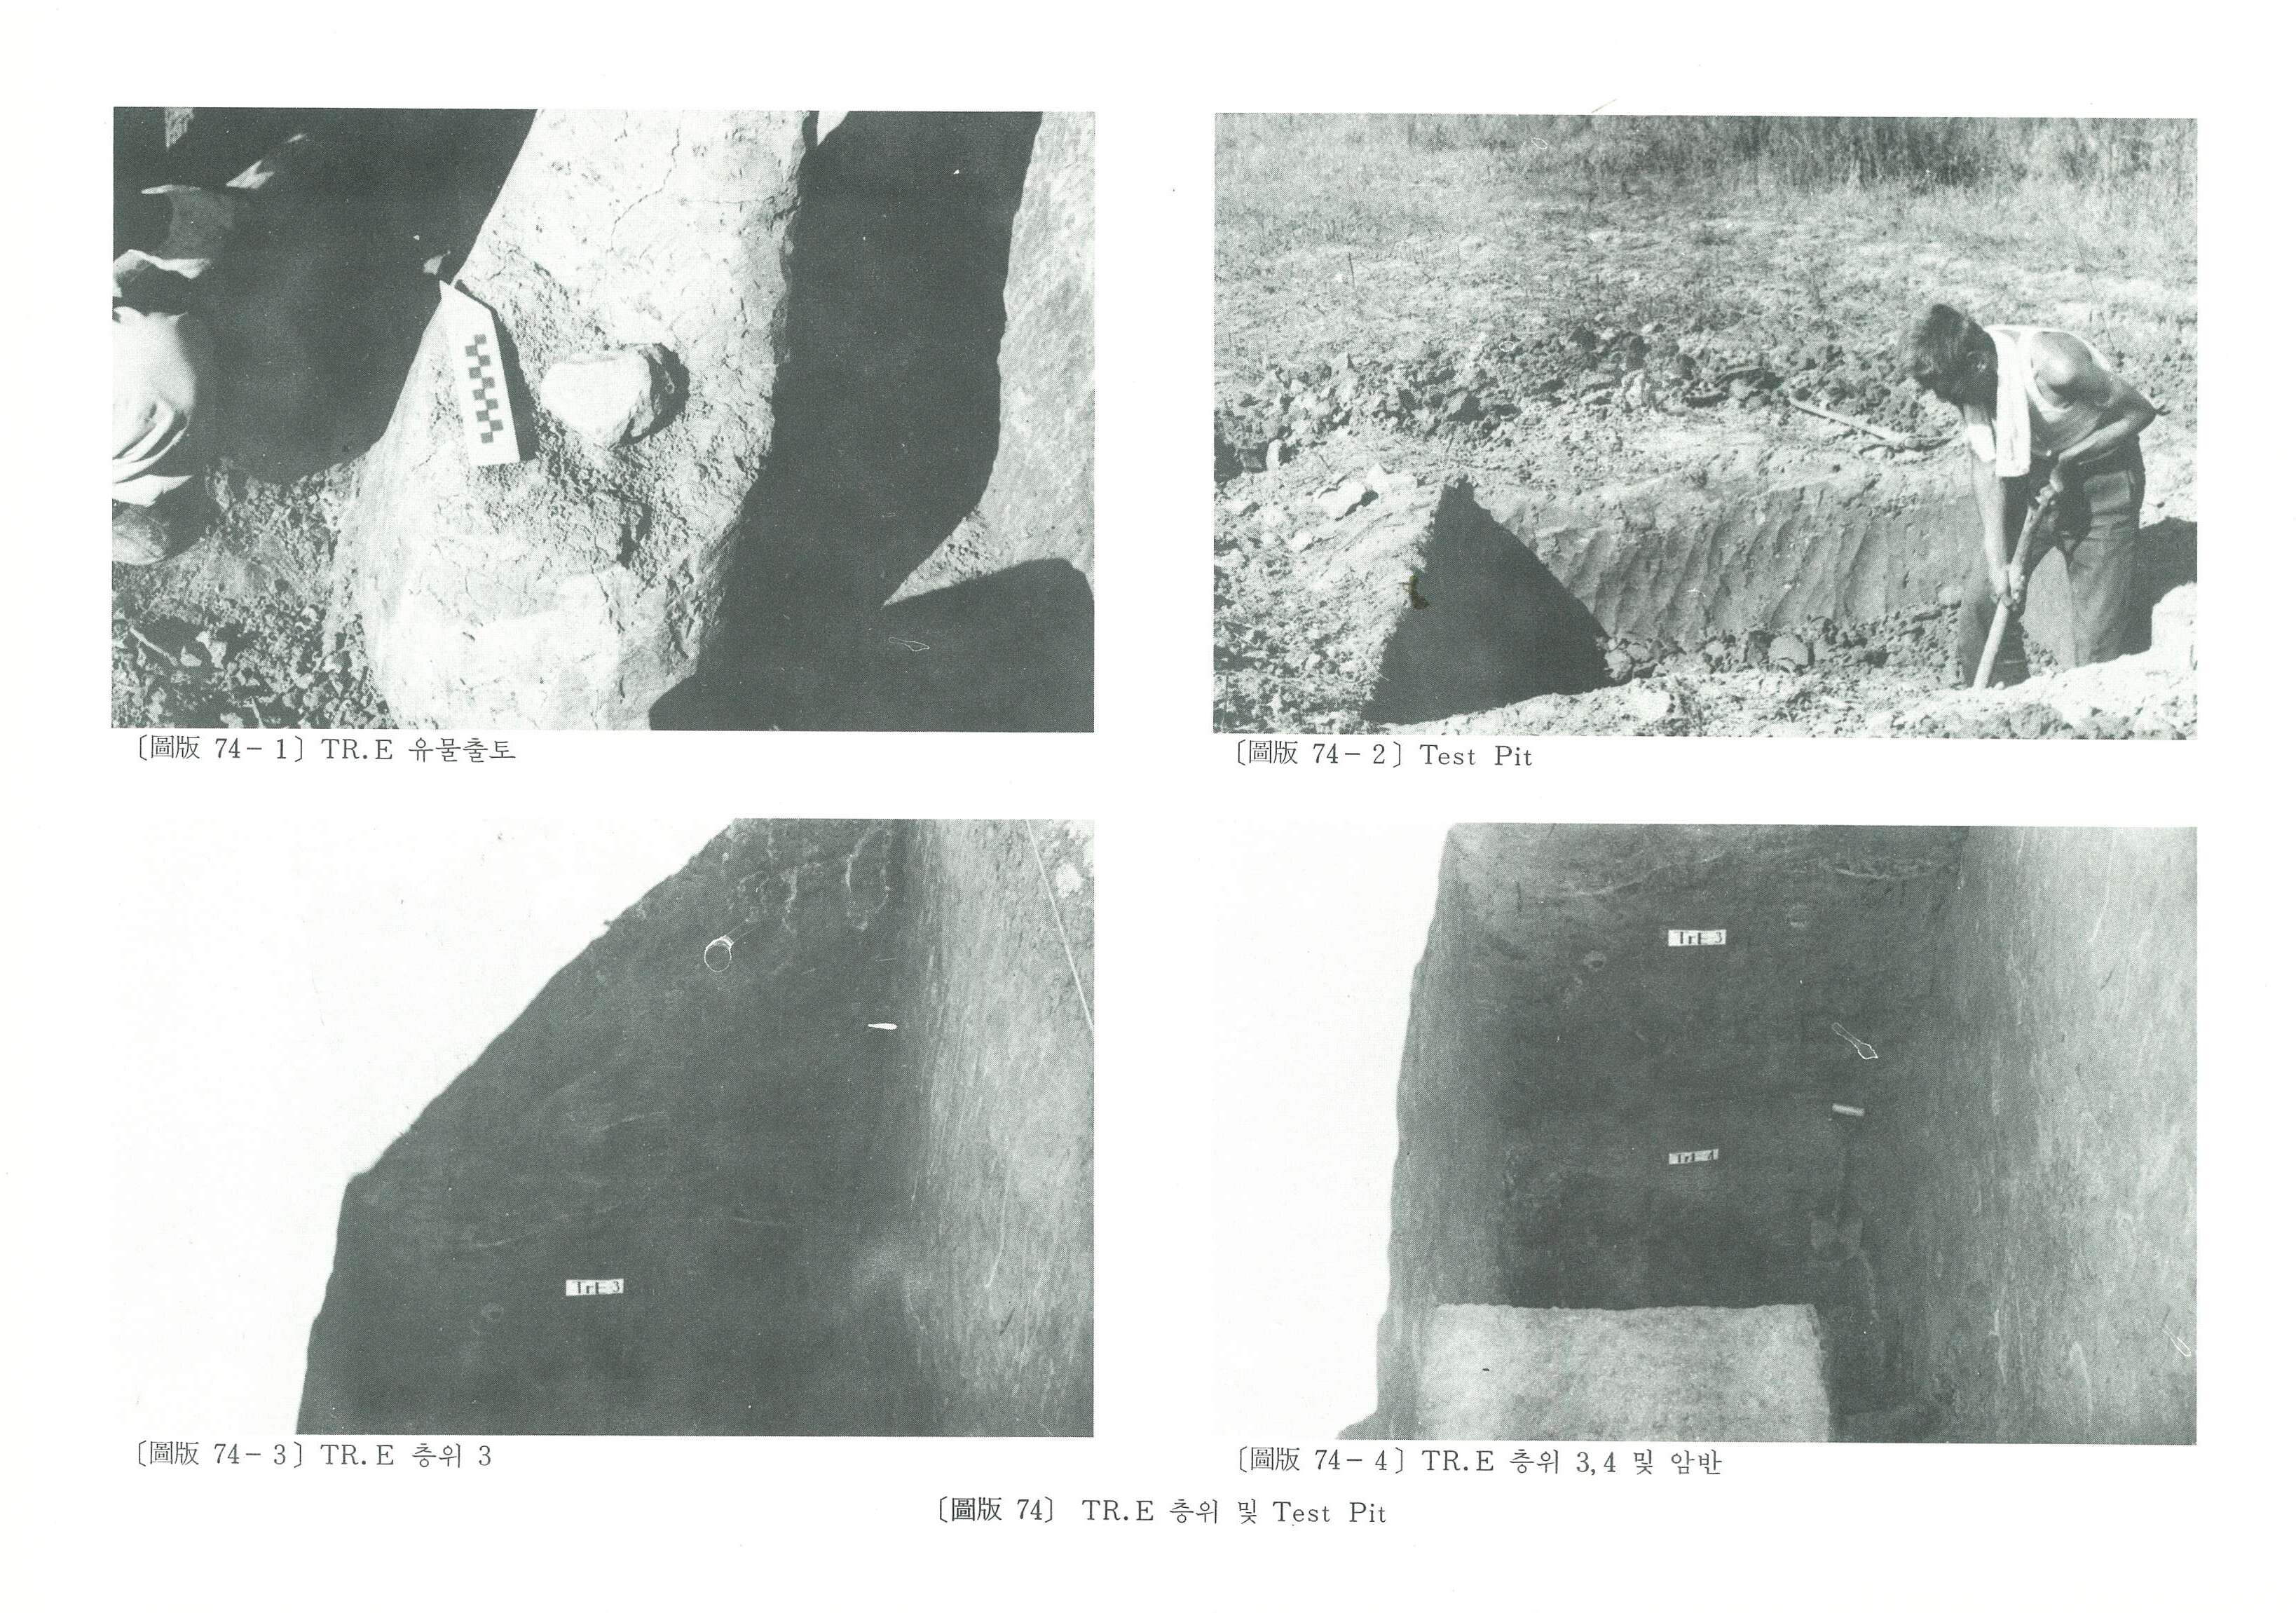 〔圖版 74-1〕 TR.E 유물출토
〔圖版 74-2〕 Test Pit
TrE 3
TrE 3
TrE 4
〔圖版 74-3〕 TR.E 층위 3
〔圖版 74-4〕 TR.E 층위 3,4 및 암반
〔圖版 74〕 TR.E 층위 및 Test Pit